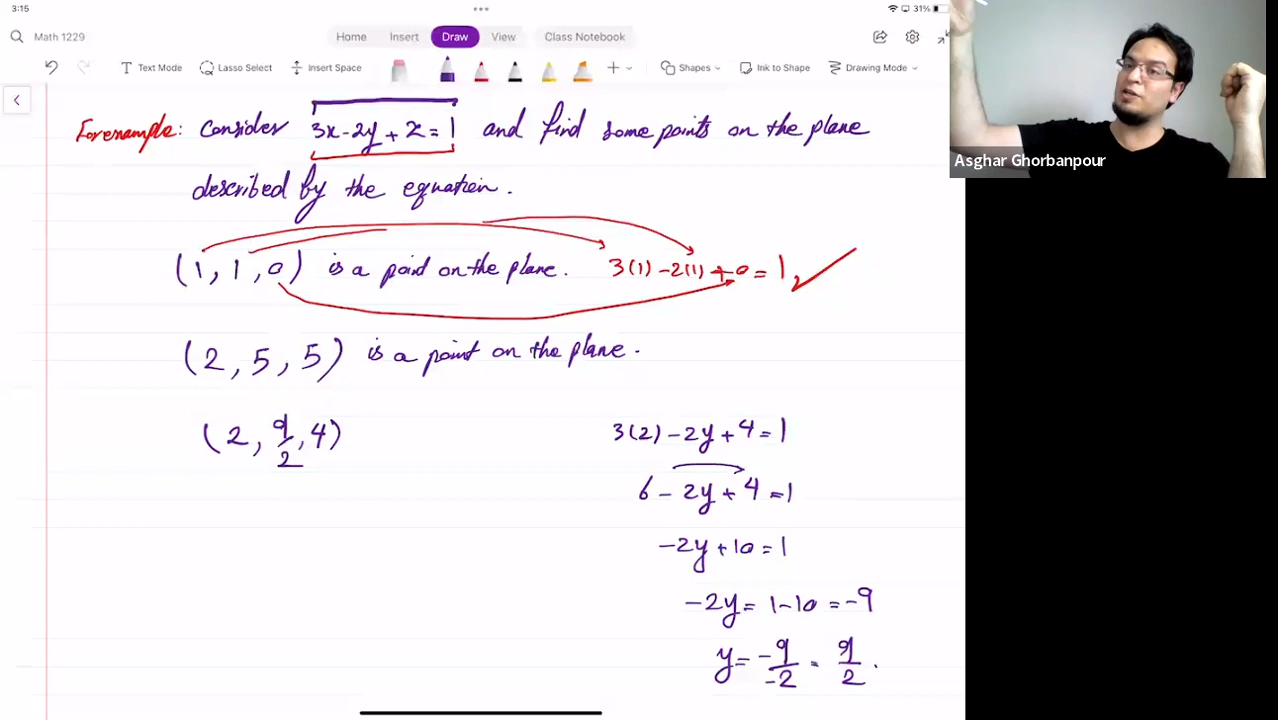 3:15
31%
Math 1229
Home Insert Draw View Class Notebook
Text Mode Lasso Select Insert Space Shapes Ink to Shape Drawing Mode
For example: Consider 3x-2y+z=1 and find some points on the plane
described by the equation.
(1, 1, 0) is a point on the plane. 3(1)-2(1)+0=1
(2, 5, 5) is a point on the plane.
(2, 9/2, 4)
3(2)-2y+4=1
6-2y+4=1
-2y+10=1
-2y=1-10=-9
y=-9/-2=9/2.
Asghar Ghorbanpour